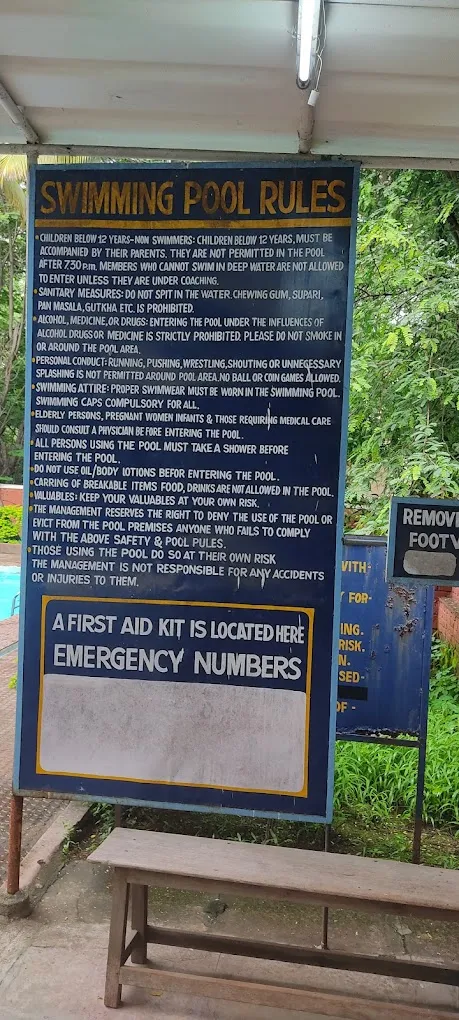 SWIMMING POOL RULES
• CHILDREN BELOW 12 YEARS-NON SWIMMERS: CHILDREN BELOW 12 YEARS, MUST BE
ACCOMPANIED BY THEIR PARENTS. THEY ARE NOT PERMITTED IN THE POOL
AFTER 7.30 P.m. MEMBERS WHO CANNOT SWIM IN DEEP WATER ARE NOT ALLOWED
TO ENTER UNLESS THEY ARE UNDER COACHING.
• SANITARY MEASURES: DO NOT SPIT IN THE WATER. CHEWING GUM, SUPARI,
PAN MASALA, GUTKHA ETC. IS PROHIBITED.
• ALCOHOL, MEDICINE, OR DRUGS: ENTERING THE POOL UNDER THE INFLUENCES OF
ALCOHOL DRUGS OR MEDICINE IS STRICTLY PROHIBITED. PLEASE DO NOT SMOKE IN
OR AROUND THE POOL AREA.
• PERSONAL CONDUCT: RUNNING, PUSHING, WRESTLING, SHOUTING OR UNNECESSARY
SPLASHING IS NOT PERMITTED AROUND POOL AREA. NO BALL OR COIN GAMES ALLOWED.
• SWIMMING ATTIRE: PROPER SWIMWEAR MUST BE WORN IN THE SWIMMING POOL.
SWIMMING CAPS COMPULSORY FOR ALL.
• ELDERLY PERSONS, PREGNANT WOMEN INFANTS & THOSE REQUIRING MEDICAL CARE
SHOULD CONSULT A PHYSICIAN BE FORE ENTERING THE POOL.
• ALL PERSONS USING THE POOL MUST TAKE A SHOWER BEFORE
ENTERING THE POOL.
• DO NOT USE OIL/BODY LOTIONS BEFOR ENTERING THE POOL.
• CARRING OF BREAKABLE ITEMS FOOD, DRINKS ARE NOT ALLOWED IN THE POOL.
• VALUABLES: KEEP YOUR VALUABLES AT YOUR OWN RISK.
• THE MANAGEMENT RESERVES THE RIGHT TO DENY THE USE OF THE POOL OR
EVICT FROM THE POOL PREMISES ANYONE WHO FAILS TO COMPLY
WITH THE ABOVE SAFETY & POOL RULES.
• THOSE USING THE POOL DO SO AT THEIR OWN RISK
THE MANAGEMENT IS NOT RESPONSIBLE FOR ANY ACCIDENTS
OR INJURIES TO THEM.
A FIRST AID KIT IS LOCATED HERE
EMERGENCY NUMBERS
REMOVE
FOOTV
WITH-
FOR-
ING.
RISK.
N.
SED-
OF -